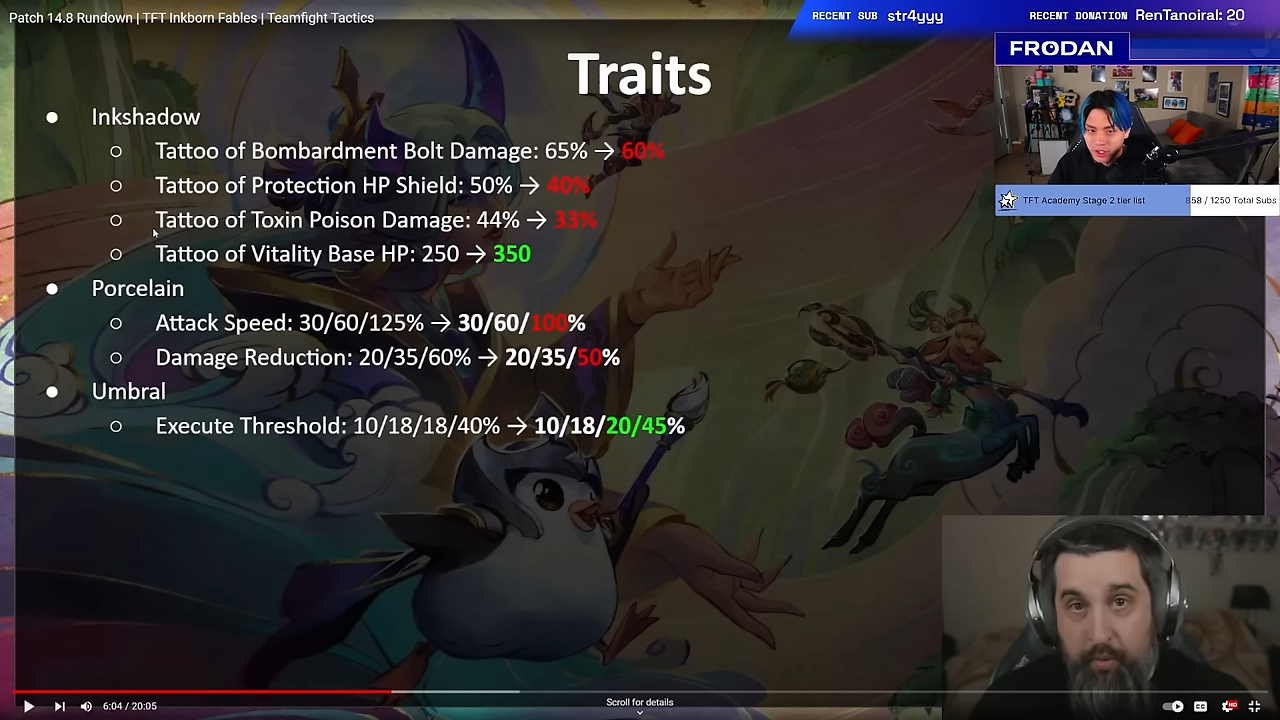 Patch 14.8 Rundown | TFT Inkborn Fables | Teamfight Tactics
RECENT SUB str4yyy
RECENT DONATION RenTanoiral: 20
FRODAN
TFT Academy Stage 2 tier list
858 / 1250 Total Subs
Traits
● Inkshadow
○ Tattoo of Bombardment Bolt Damage: 65% → 60%
○ Tattoo of Protection HP Shield: 50% → 40%
○ Tattoo of Toxin Poison Damage: 44% → 33%
○ Tattoo of Vitality Base HP: 250 → 350
● Porcelain
○ Attack Speed: 30/60/125% → 30/60/100%
○ Damage Reduction: 20/35/60% → 20/35/50%
● Umbral
○ Execute Threshold: 10/18/18/40% → 10/18/20/45%
6:04 / 20:05
Scroll for details
CC
HD